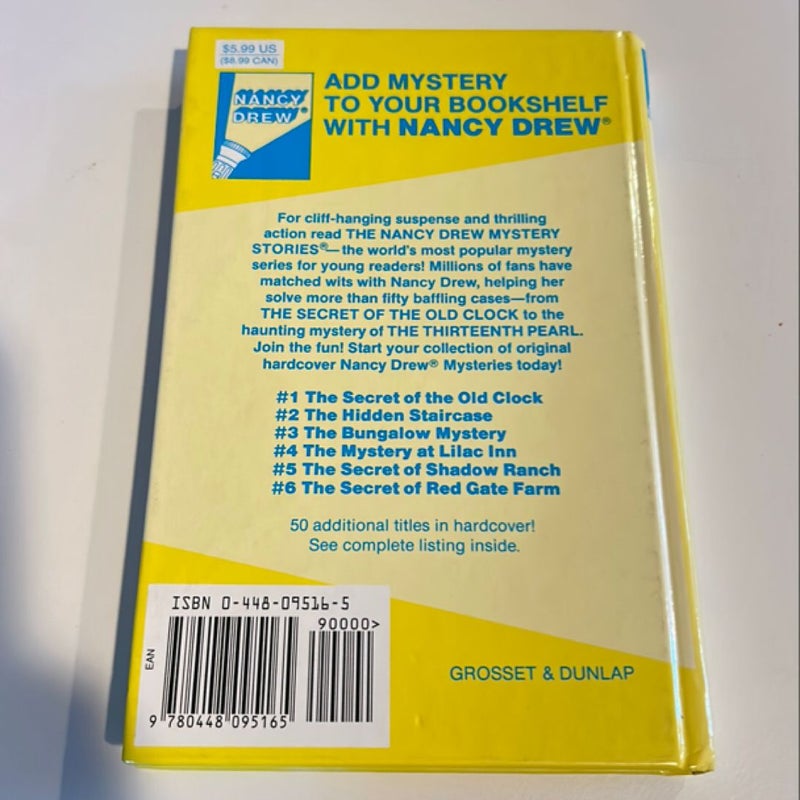 $5.99 US
($8.99 CAN)
NANCY
DREW®
ADD MYSTERY
TO YOUR BOOKSHELF
WITH NANCY DREW®
For cliff-hanging suspense and thrilling
action read THE NANCY DREW MYSTERY
STORIES®—the world's most popular mystery
series for young readers! Millions of fans have
matched wits with Nancy Drew, helping her
solve more than fifty baffling cases—from
THE SECRET OF THE OLD CLOCK to the
haunting mystery of THE THIRTEENTH PEARL.
Join the fun! Start your collection of original
hardcover Nancy Drew® Mysteries today!
#1 The Secret of the Old Clock
#2 The Hidden Staircase
#3 The Bungalow Mystery
#4 The Mystery at Lilac Inn
#5 The Secret of Shadow Ranch
#6 The Secret of Red Gate Farm
50 additional titles in hardcover!
See complete listing inside.
ISBN 0-448-09516-5
90000>
EAN
9 780448 095165
GROSSET & DUNLAP